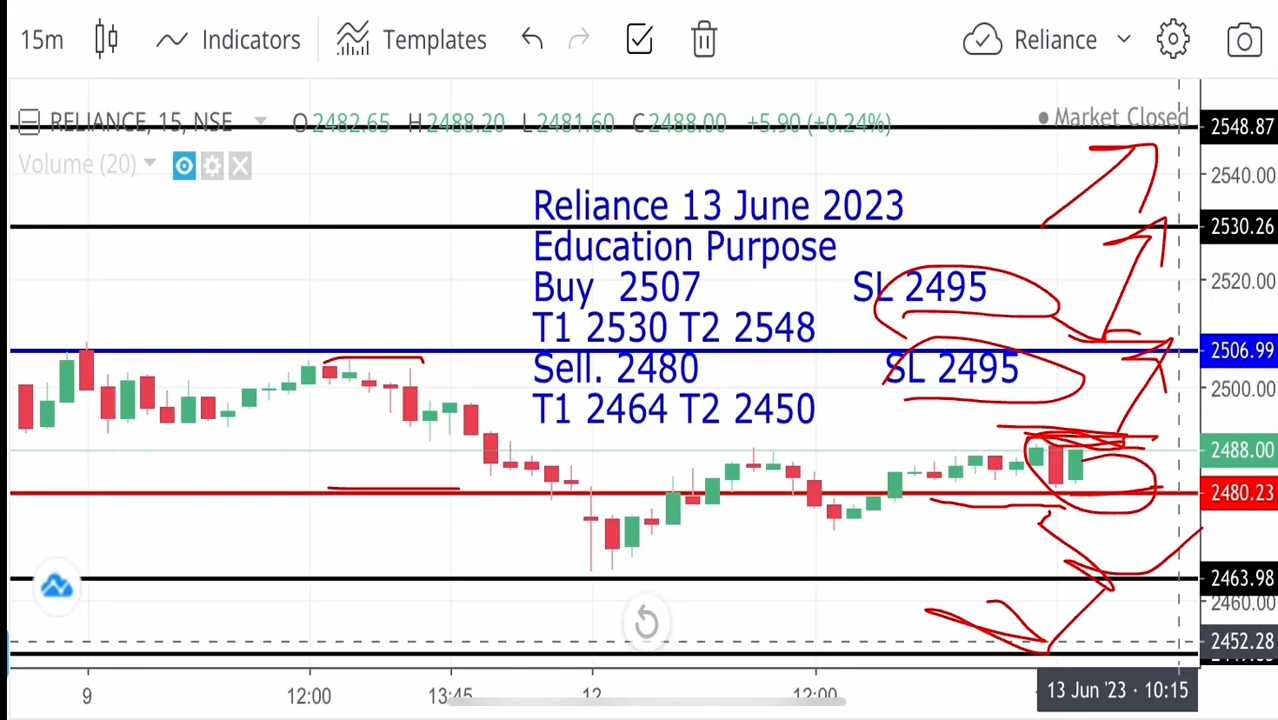 15m Indicators Templates Reliance
RELIANCE, 15, NSE O 2482.65 H 2488.20 L 2481.60 C 2488.00 +5.90 (+0.24%) Market Closed
Volume (20)
Reliance 13 June 2023
Education Purpose
Buy 2507 SL 2495
T1 2530 T2 2548
Sell. 2480 SL 2495
T1 2464 T2 2450
2548.87
2540.00
2530.26
2520.00
2506.99
2500.00
2488.00
2480.23
2463.98
2460.00
2452.28
9 12:00 13:45 12 12:00 13 Jun '23 · 10:15